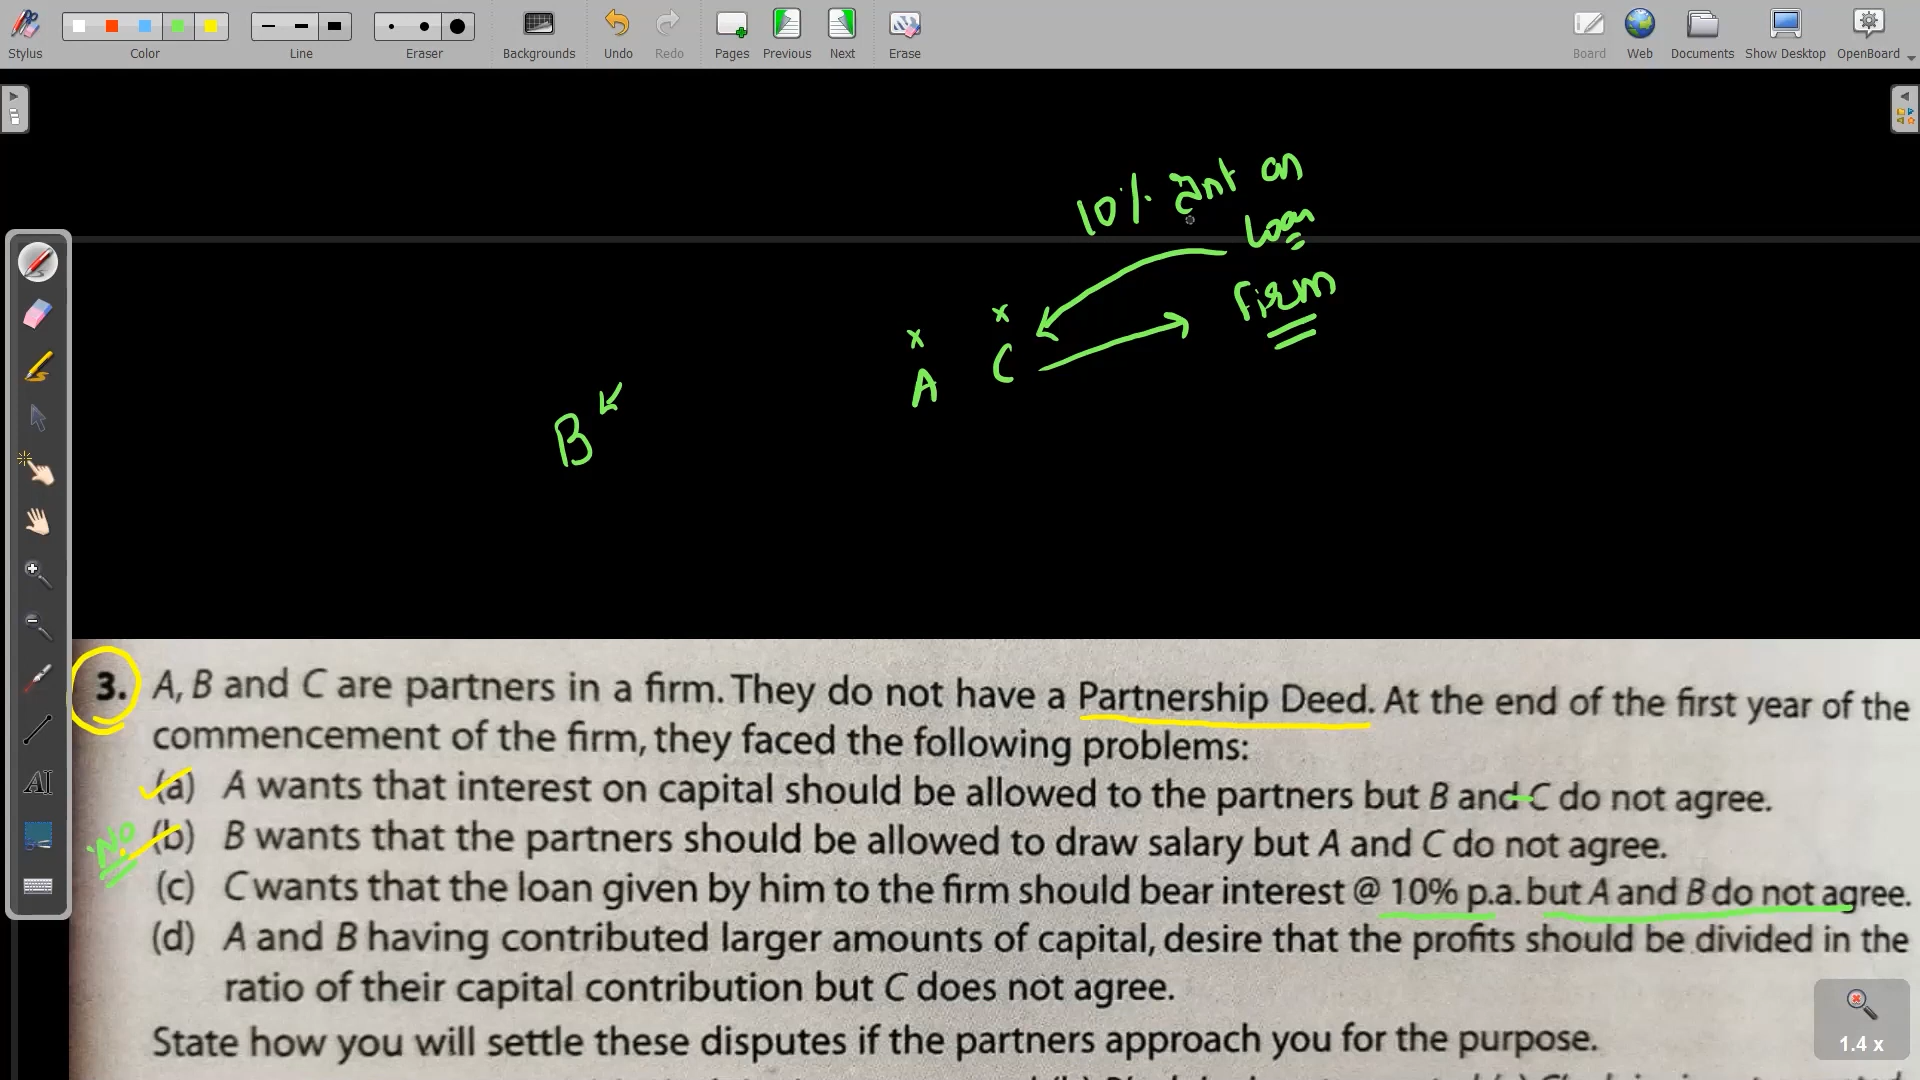 Stylus
Color
Line
Eraser
Backgrounds
Undo
Redo
Pages
Previous
Next
Erase
Board
Web
Documents
Show Desktop
OpenBoard
10% Int on
loan
Firm
x
x
A
C
B
3. A, B and C are partners in a firm. They do not have a Partnership Deed. At the end of the first year of the
commencement of the firm, they faced the following problems:
(a) A wants that interest on capital should be allowed to the partners but B and C do not agree.
No
(b) B wants that the partners should be allowed to draw salary but A and C do not agree.
(c) C wants that the loan given by him to the firm should bear interest @ 10% p.a. but A and B do not agree.
(d) A and B having contributed larger amounts of capital, desire that the profits should be divided in the
ratio of their capital contribution but C does not agree.
State how you will settle these disputes if the partners approach you for the purpose.
AI
1.4 x